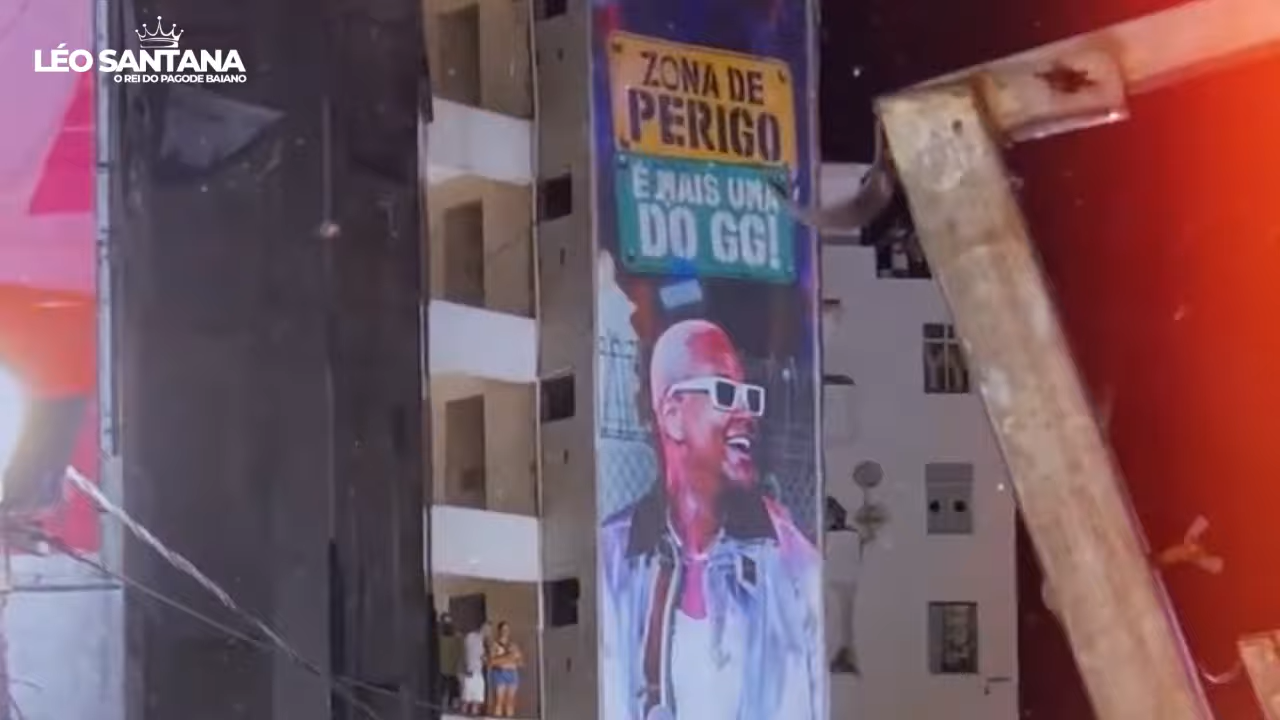 LÉO SANTANA
O REI DO PAGODE BAIANO
ZONA DE
PERIGO
É MAIS UMA
DO GG!